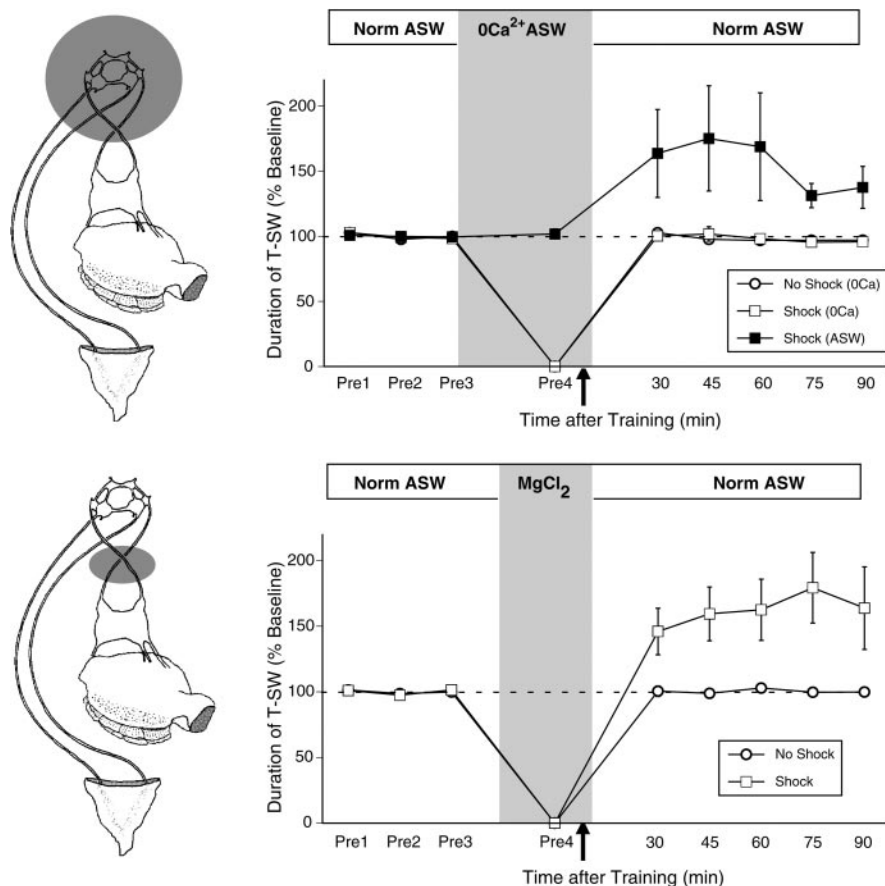 Norm ASW 0Ca²⁺ASW Norm ASW
Duration of T-SW (% Baseline)
200
150
100
50
0
No Shock (0Ca)
Shock (0Ca)
Shock (ASW)
Pre1 Pre2 Pre3 Pre4 30 45 60 75 90
Time after Training (min)
Norm ASW MgCl₂ Norm ASW
Duration of T-SW (% Baseline)
200
150
100
50
0
No Shock
Shock
Pre1 Pre2 Pre3 Pre4 30 45 60 75 90
Time after Training (min)